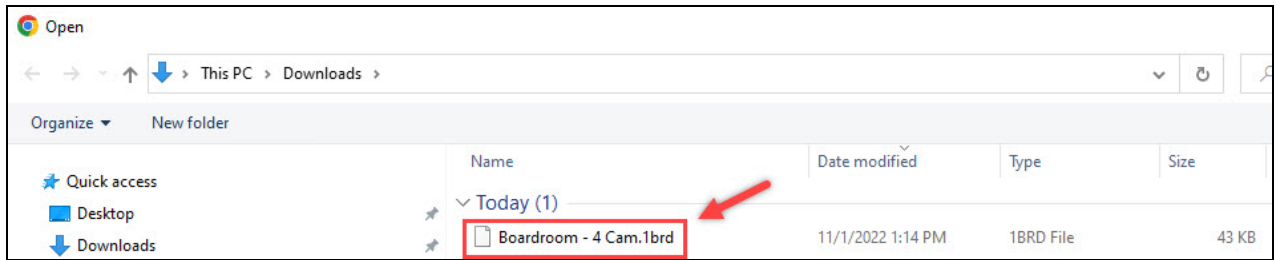 Open
This PC > Downloads >
Organize New folder
Name Date modified Type Size
Quick access
Today (1)
Desktop
Boardroom - 4 Cam.1brd 11/1/2022 1:14 PM 1BRD File 43 KB
Downloads